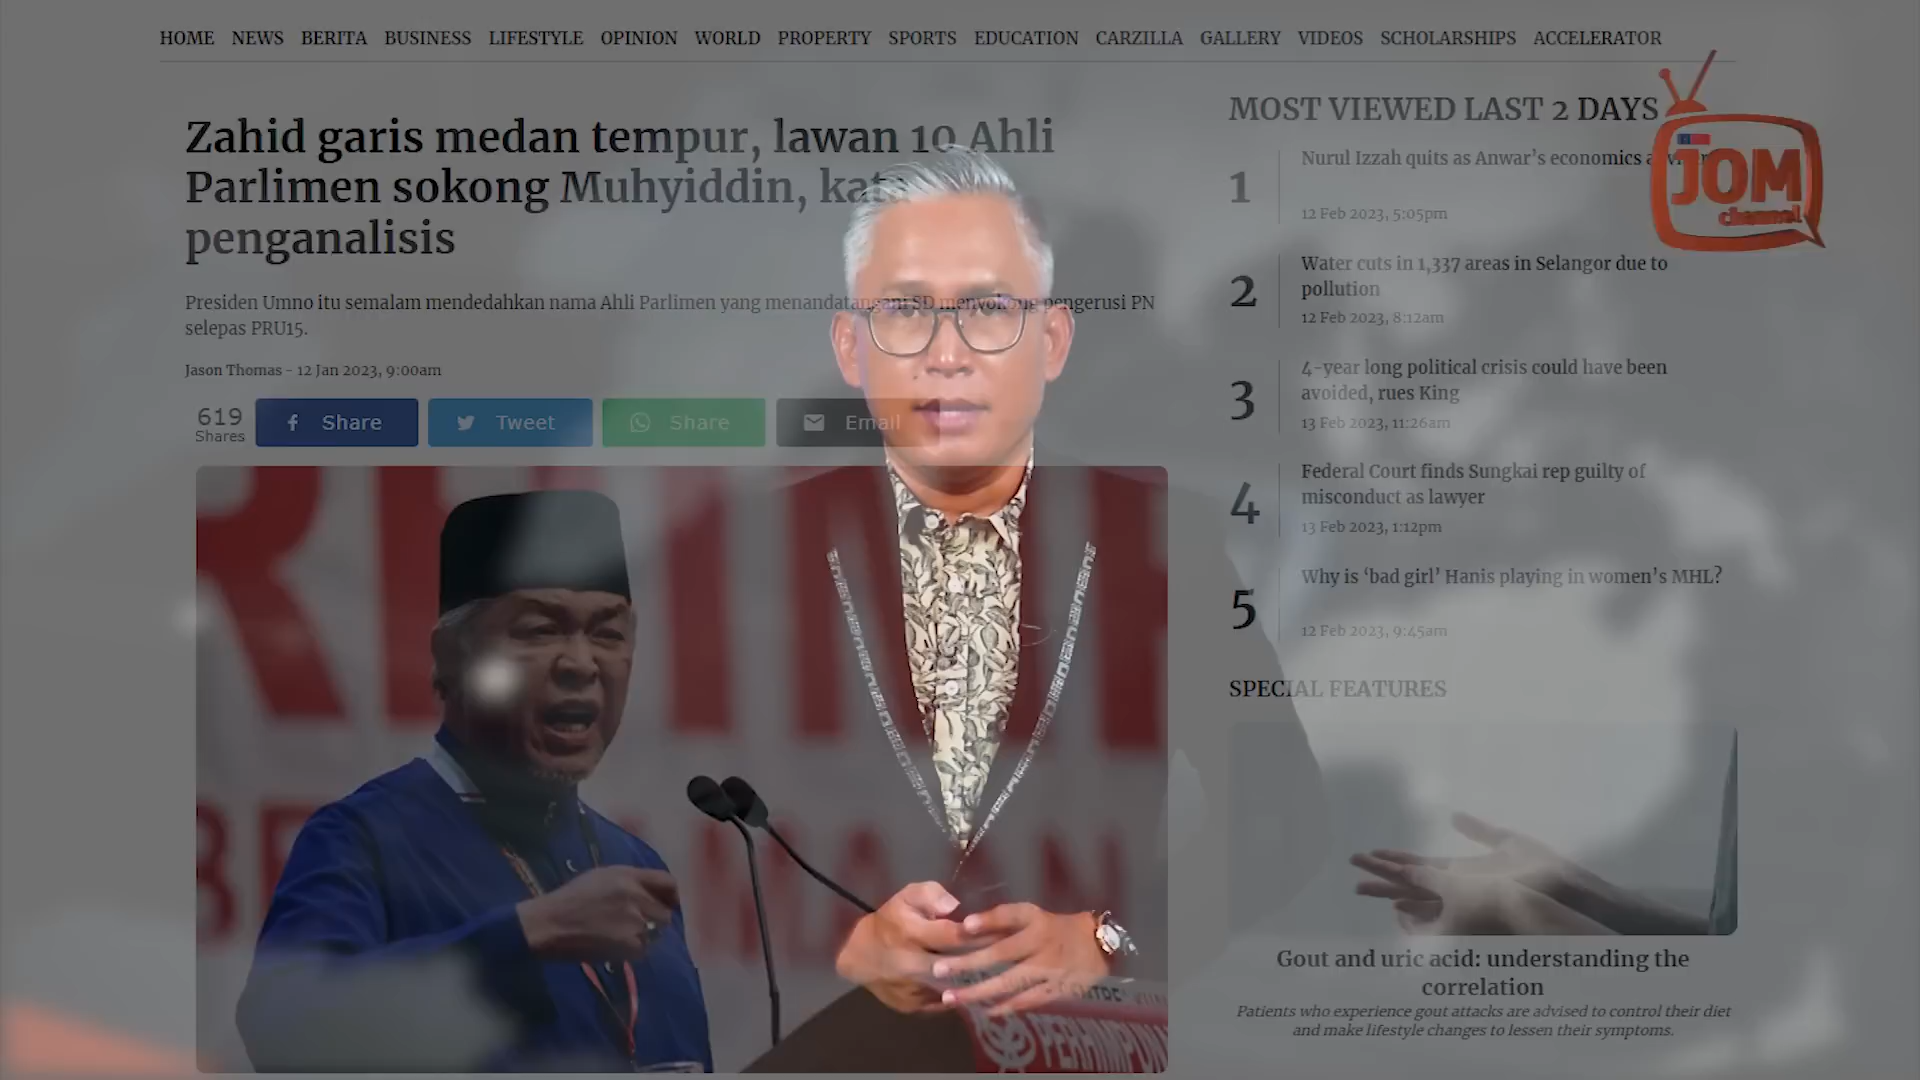 HOME NEWS BERITA BUSINESS LIFESTYLE OPINION WORLD PROPERTY SPORTS EDUCATION CARZILLA GALLERY VIDEOS SCHOLARSHIPS ACCELERATOR
Zahid garis medan tempur, lawan 10 Ahli
Parlimen sokong Muhyiddin, kata
penganalisis
Presiden Umno itu semalam mendedahkan nama Ahli Parlimen yang menandatangani SD menyokong pengerusi PN
selepas PRU15.
Jason Thomas - 12 Jan 2023, 9:00am
619
Shares
Share
Tweet
Share
Email
MOST VIEWED LAST 2 DAYS
1
Nurul Izzah quits as Anwar’s economics
12 Feb 2023, 5:05pm
2
Water cuts in 1,337 areas in Selangor due to
pollution
12 Feb 2023, 8:12am
3
4-year long political crisis could have been
avoided, rues King
13 Feb 2023, 11:26am
4
Federal Court finds Sungkai rep guilty of
misconduct as lawyer
13 Feb 2023, 1:12pm
5
Why is ‘bad girl’ Hanis playing in women’s MHL?
12 Feb 2023, 9:45am
SPECIAL FEATURES
Gout and uric acid: understanding the
correlation
Patients who experience gout attacks are advised to control their diet
and make lifestyle changes to lessen their symptoms.
JOM
channel